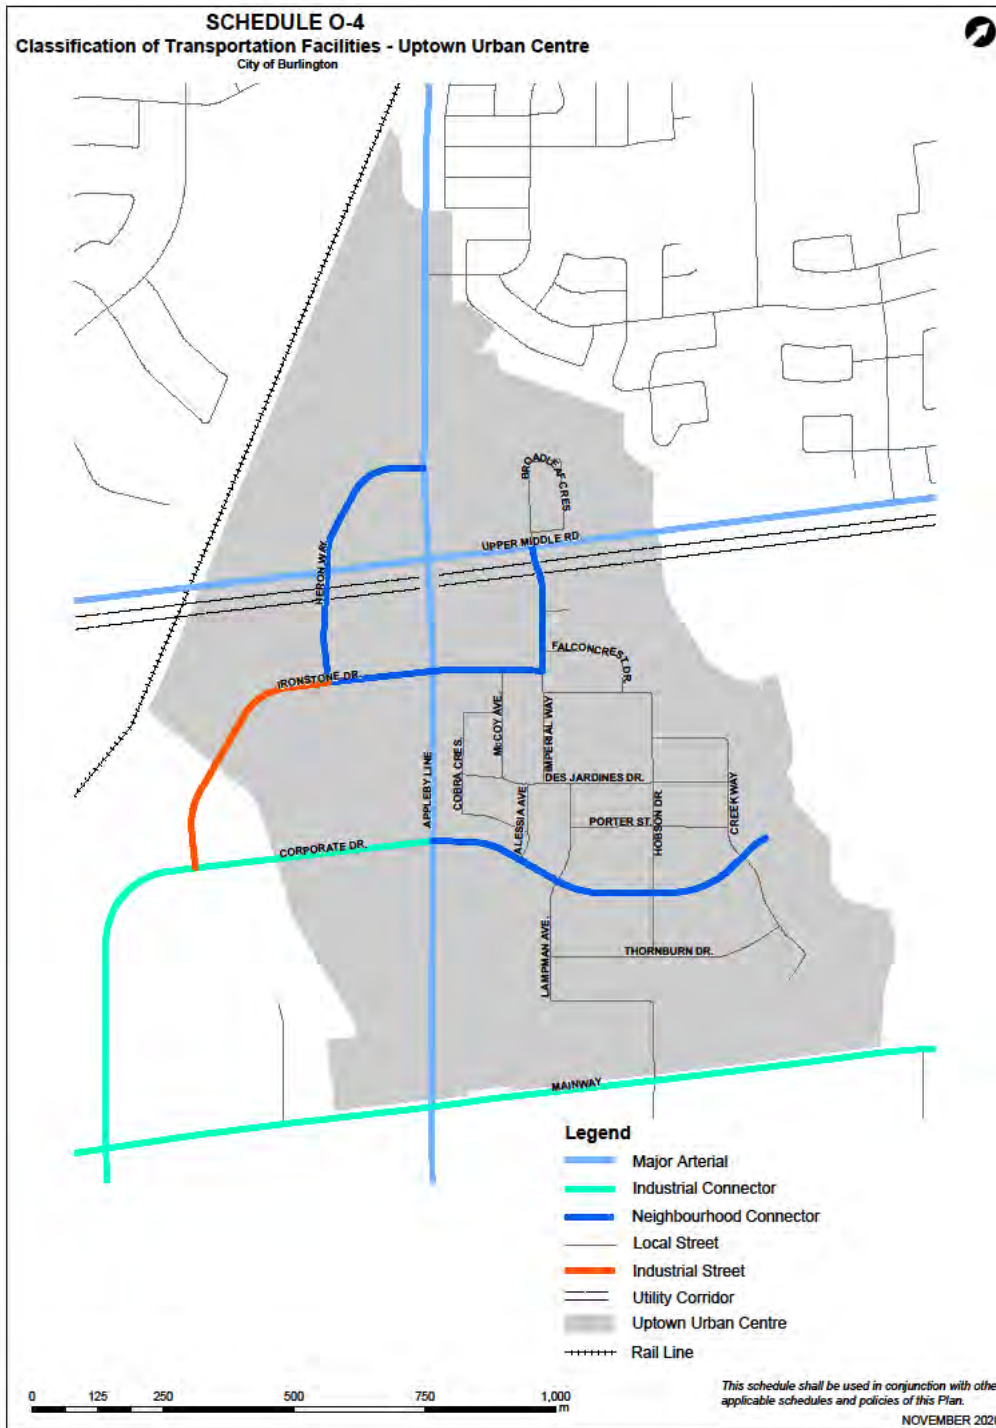 SCHEDULE O-4
Classification of Transportation Facilities - Uptown Urban Centre
City of Burlington
BROADLEAF CRES
UPPER MIDDLE RD
HERON WAY.
FALCONCREST DR.
IRONSTONE DR.
McCOY AVE.
IMPERIAL WAY
COBRA CRES.
APPLEBY LINE
DES JARDINES DR.
ALESSIA AVE
PORTER ST.
HOBSON DR.
CREEK WAY
CORPORATE DR.
LAMPMAN AVE.
THORNBURN DR.
MAINWAY
Legend
Major Arterial
Industrial Connector
Neighbourhood Connector
Local Street
Industrial Street
Utility Corridor
Uptown Urban Centre
Rail Line
0 125 250 500 750 1,000
m
This schedule shall be used in conjunction with othe
applicable schedules and policies of this Plan.
NOVEMBER 202